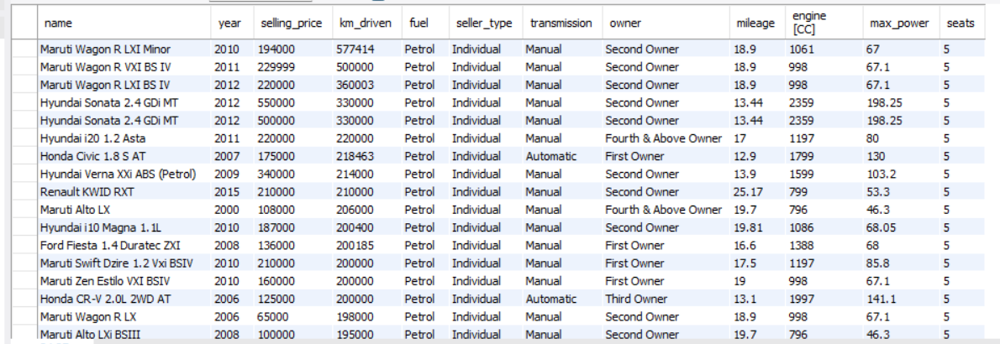 name year selling_price km_driven fuel seller_type transmission owner mileage engine [CC] max_power seats
Maruti Wagon R LXI Minor 2010 194000 577414 Petrol Individual Manual Second Owner 18.9 1061 67 5
Maruti Wagon R VXI BS IV 2011 229999 500000 Petrol Individual Manual Second Owner 18.9 998 67.1 5
Maruti Wagon R LXI BS IV 2012 220000 360003 Petrol Individual Manual Second Owner 18.9 998 67.1 5
Hyundai Sonata 2.4 GDi MT 2012 550000 330000 Petrol Individual Manual Second Owner 13.44 2359 198.25 5
Hyundai Sonata 2.4 GDi MT 2012 500000 330000 Petrol Individual Manual Second Owner 13.44 2359 198.25 5
Hyundai i20 1.2 Asta 2011 220000 220000 Petrol Individual Manual Fourth & Above Owner 17 1197 80 5
Honda Civic 1.8 S AT 2007 175000 218463 Petrol Individual Automatic First Owner 12.9 1799 130 5
Hyundai Verna XXi ABS (Petrol) 2009 340000 214000 Petrol Individual Manual Second Owner 13.9 1599 103.2 5
Renault KWID RXT 2015 210000 210000 Petrol Individual Manual Second Owner 25.17 799 53.3 5
Maruti Alto LX 2000 108000 206000 Petrol Individual Manual Fourth & Above Owner 19.7 796 46.3 5
Hyundai i10 Magna 1.1L 2010 187000 200400 Petrol Individual Manual Second Owner 19.81 1086 68.05 5
Ford Fiesta 1.4 Duratec ZXI 2008 136000 200185 Petrol Individual Manual First Owner 16.6 1388 68 5
Maruti Swift Dzire 1.2 Vxi BSIV 2010 210000 200000 Petrol Individual Manual First Owner 17.5 1197 85.8 5
Maruti Zen Estilo VXI BSIV 2010 160000 200000 Petrol Individual Manual First Owner 19 998 67.1 5
Honda CR-V 2.0L 2WD AT 2006 125000 200000 Petrol Individual Automatic Third Owner 13.1 1997 141.1 5
Maruti Wagon R LX 2006 65000 198000 Petrol Individual Manual Second Owner 18.9 998 67.1 5
Maruti Alto LXi BSIII 2008 100000 195000 Petrol Individual Manual Second Owner 19.7 796 46.3 5